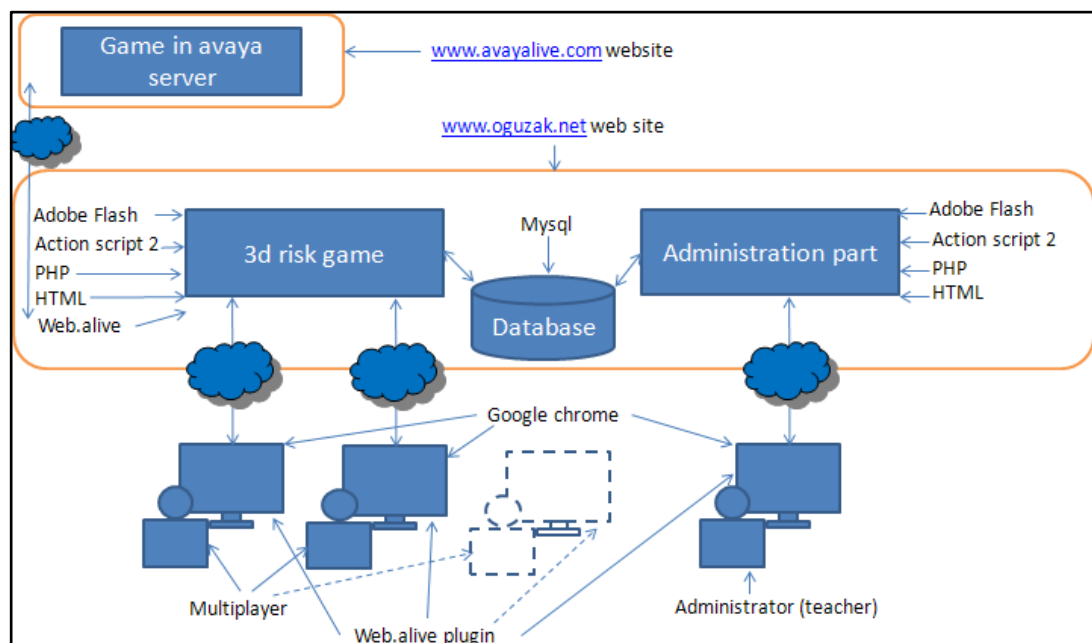 Game in avaya
server
www.avayalive.com website
www.oguzak.net web site
Adobe Flash
Action script 2
PHP
HTML
Web.alive
3d risk game
Mysql
Database
Administration part
Adobe Flash
Action script 2
PHP
HTML
Google chrome
Multiplayer
Web.alive plugin
Administrator (teacher)